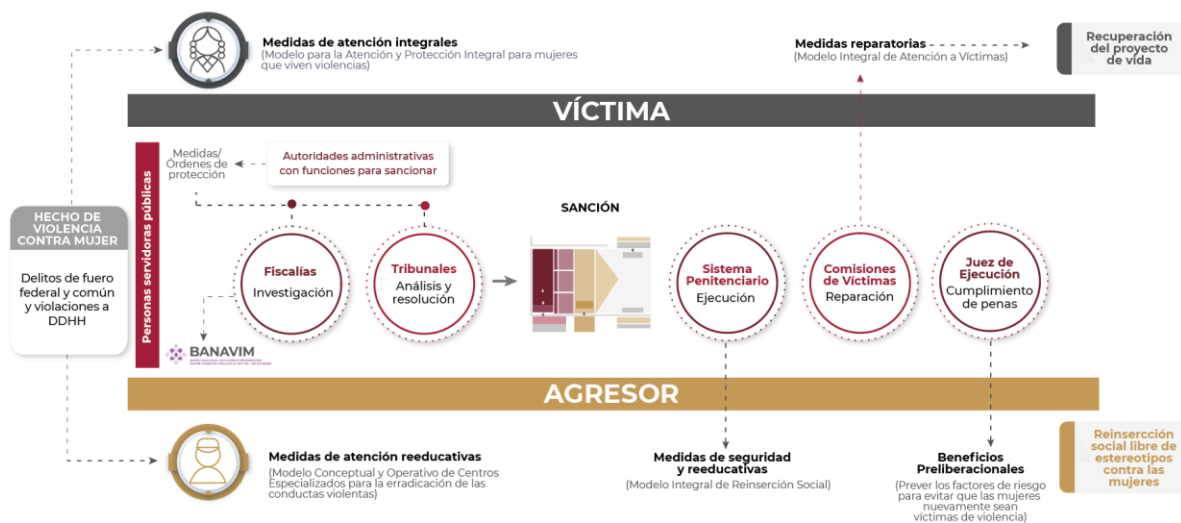 Medidas de atención integrales
(Modelo para la Atención y Protección Integral para mujeres
que viven violencias)
Medidas reparatorias
(Modelo Integral de Atención a Víctimas)
Recuperación
del proyecto
de vida
VÍCTIMA
Personas servidoras públicas
Medidas/
Órdenes de
protección
Autoridades administrativas
con funciones para sancionar
HECHO DE
VIOLENCIA
CONTRA MUJER
Delitos de fuero
federal y común
y violaciones a
DDHH
Fiscalías
Investigación
Tribunales
Análisis y
resolución
SANCIÓN
Sistema
Penitenciario
Ejecución
Comisiones
de Víctimas
Reparación
Juez de
Ejecución
Cumplimiento
de penas
BANAVIM
AGRESOR
Medidas de atención reeducativas
(Modelo Conceptual y Operativo de Centros
Especializados para la erradicación de las
conductas violentas)
Medidas de seguridad
y reeducativas
(Modelo Integral de Reinserción Social)
Beneficios
Preliberacionales
(Prever los factores de riesgo
para evitar que las mujeres
nuevamente sean
víctimas de violencia)
Reinsercción
social libre de
estereotipos
contra las
mujeres